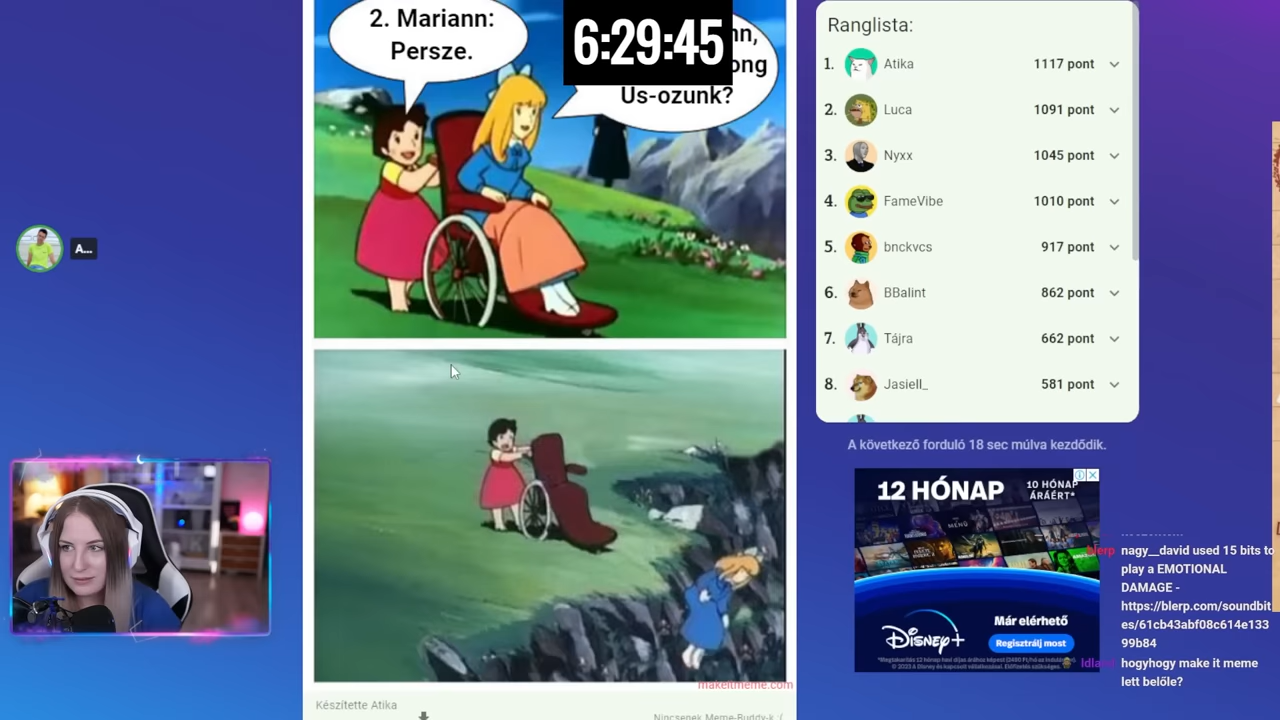 2. Mariann:
Persze.
6:29:45
Us-ozunk?
A...
makeitmeme.com
Készítette Atika
Nincsenek Meme-Buddy-k :(
Ranglista:
1. Atika 1117 pont
2. Luca 1091 pont
3. Nyxx 1045 pont
4. FameVibe 1010 pont
5. bnckvcs 917 pont
6. BBalint 862 pont
7. Tájra 662 pont
8. Jasiell_ 581 pont
A következő forduló 18 sec múlva kezdődik.
12 HÓNAP
10 HÓNAP
ÁRÁÉRT*
Disney+
Már elérhető
Regisztrálj most
blerp nagy__david used 15 bits to
play a EMOTIONAL
DAMAGE -
https://blerp.com/soundbit
es/61cb43abf08c614e133
99b84
hogyhogy make it meme
lett belőle?